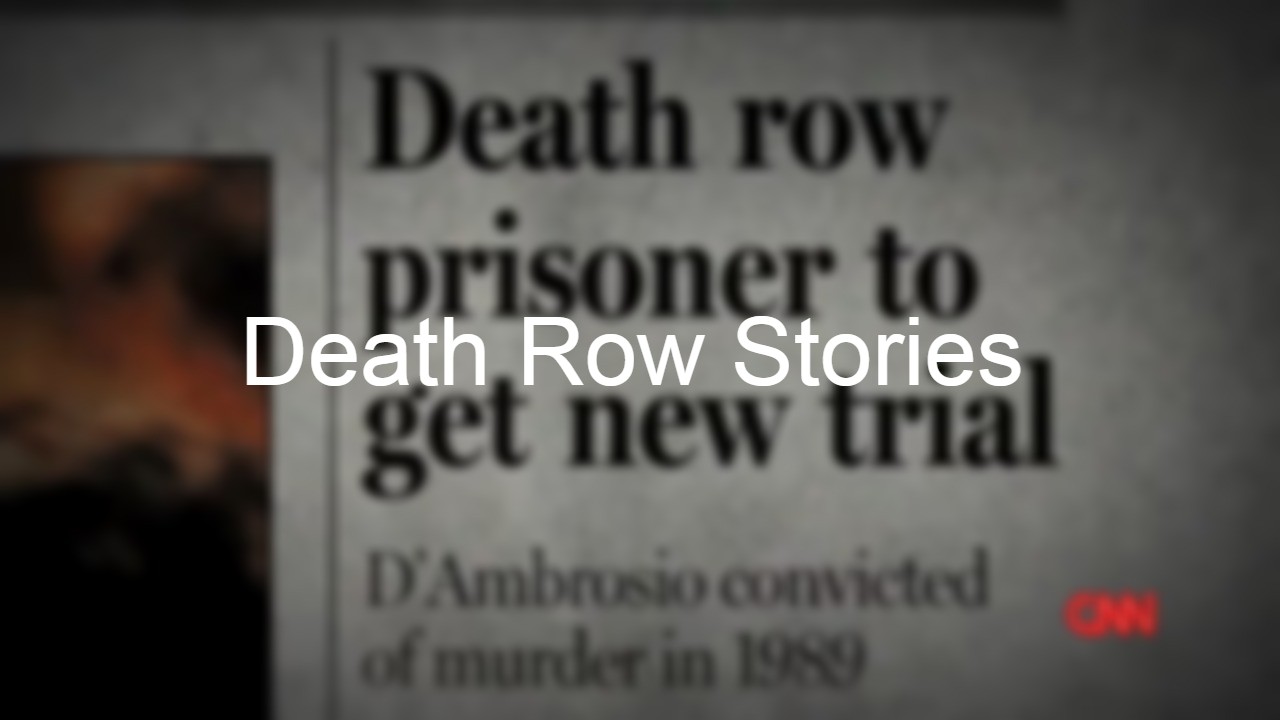 Death row
prisoner to
Death Row Stories
get new trial
D'Ambrosio convicted
of murder in 1989
CNN